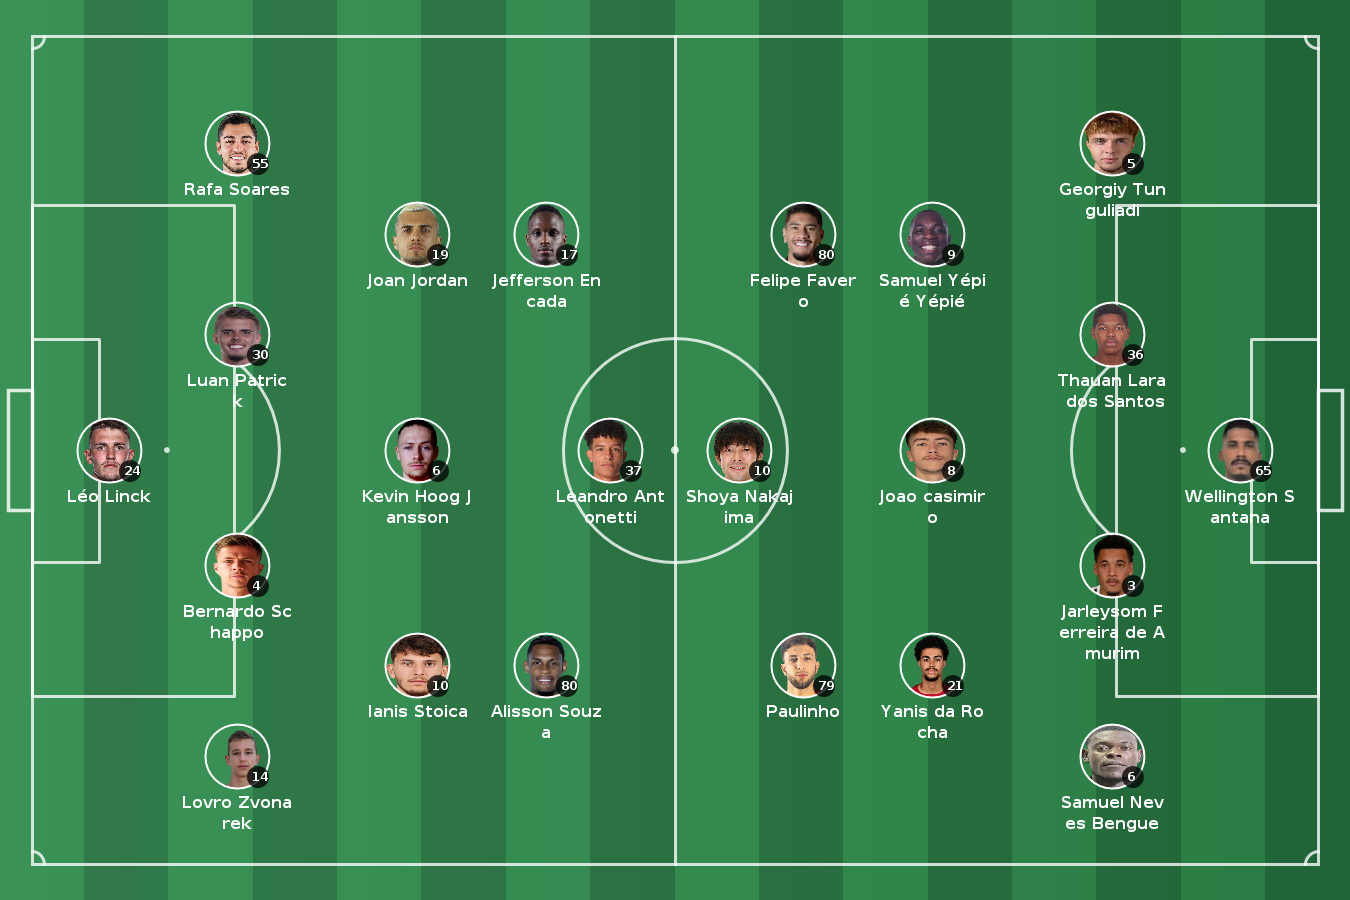 55
Rafa Soares
5
Georgiy Tun
guliadi
19
Joan Jordan
17
Jefferson En
cada
80
Felipe Faver
o
9
Samuel Yépi
é Yépié
30
Luan Patric
k
36
Thauan Lara
dos Santos
24
Léo Linck
6
Kevin Hoog J
ansson
37
Leandro Ant
onetti
10
Shoya Nakaj
ima
8
Joao casimir
o
65
Wellington S
antana
4
Bernardo Sc
happo
3
Jarleysom F
erreira de A
murim
10
Ianis Stoica
80
Alisson Souz
a
79
Paulinho
21
Yanis da Ro
cha
14
Lovro Zvona
rek
6
Samuel Nev
es Bengue